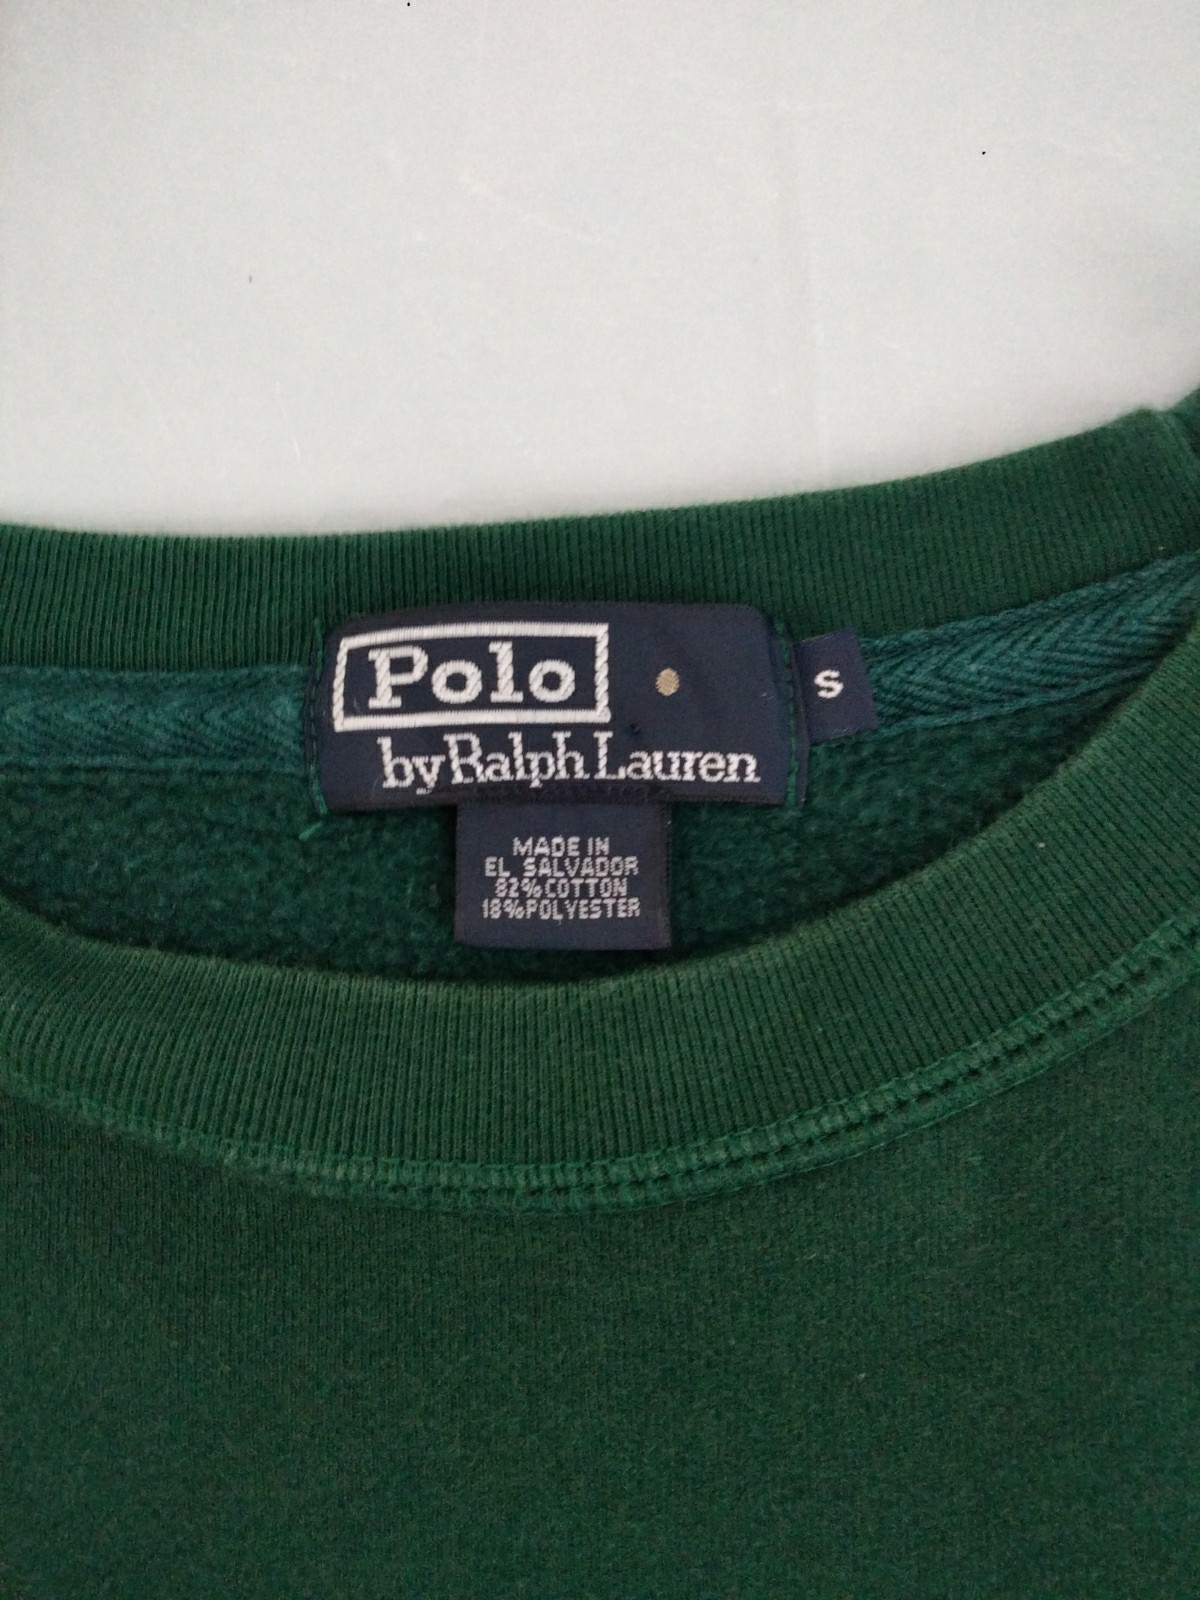 Polo
by Ralph Lauren
S
MADE IN
EL SALVADOR
82% COTTON
18% POLYESTER